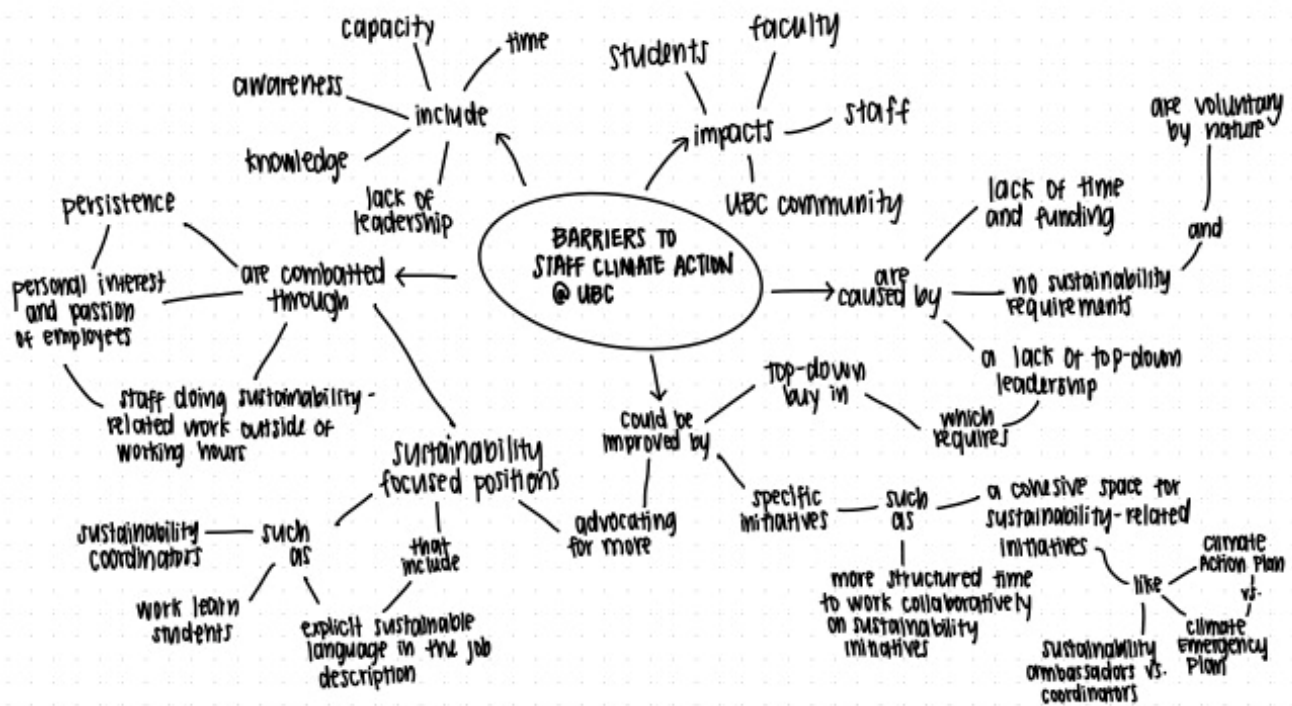 capacity
time
awareness
include
knowledge
lack of
leadership
students
faculty
impacts
staff
UBC community
are voluntary
by nature
and
lack of time
and funding
are
caused by
no sustainability
requirements
a lack of top-down
leadership
BARRIERS TO
STAFF CLIMATE ACTION
@ UBC
persistence
are combatted
through
personal interest
and passion
of employees
staff doing sustainability-
related work outside of
working hours
sustainability
focused positions
sustainability
coordinators
such
as
work learn
students
that
include
explicit sustainable
language in the job
description
advocating
for more
could be
improved by
top-down
buy in
which
requires
specific
initiatives
such
as
more structured time
to work collaboratively
on sustainability
initiatives
a cohesive space for
sustainability-related
initiatives
like
climate
Action Plan
vs.
climate
Emergency
Plan
sustainability
ambassadors vs.
coordinators